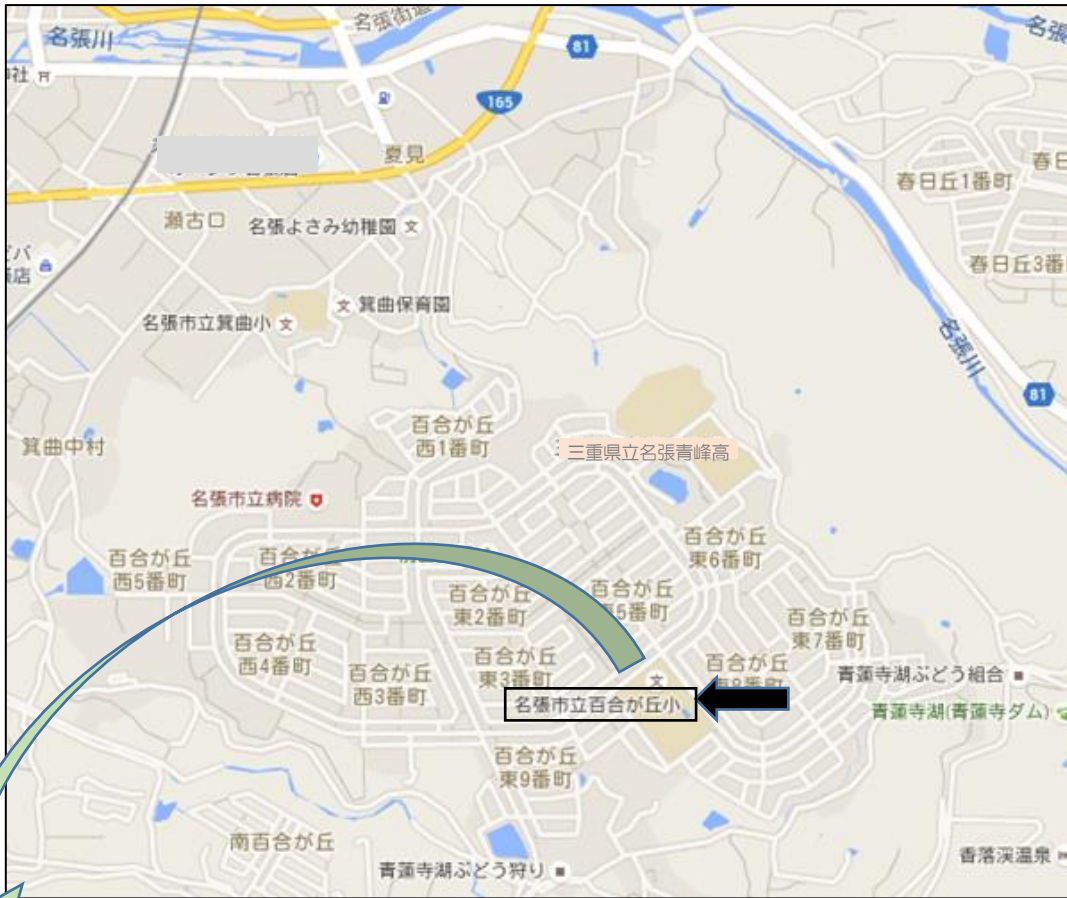 名張川
名張街道
81
名張
社
165
夏見
春日丘1番町
春日
瀬古口
名張よさみ幼稚園 文
春日丘3番
店
文 箕曲保育園
名張市立箕曲小 文
名張川
81
百合が丘
西1番町
箕曲中村
三重県立名張青峰高
名張市立病院
百合が丘
東6番町
百合が丘
西5番町
百合が丘
西2番町
百合が丘
東2番町
百合が丘
5番町
百合が丘
東7番町
百合が丘
西4番町
百合が丘
西3番町
百合が丘
東3番町
文
百合が丘
青蓮寺湖ぶどう組合
名張市立百合が丘小
青蓮寺湖(青蓮寺ダム)
百合が丘
東9番町
南百合が丘
青蓮寺湖ぶどう狩り
香落渓温泉